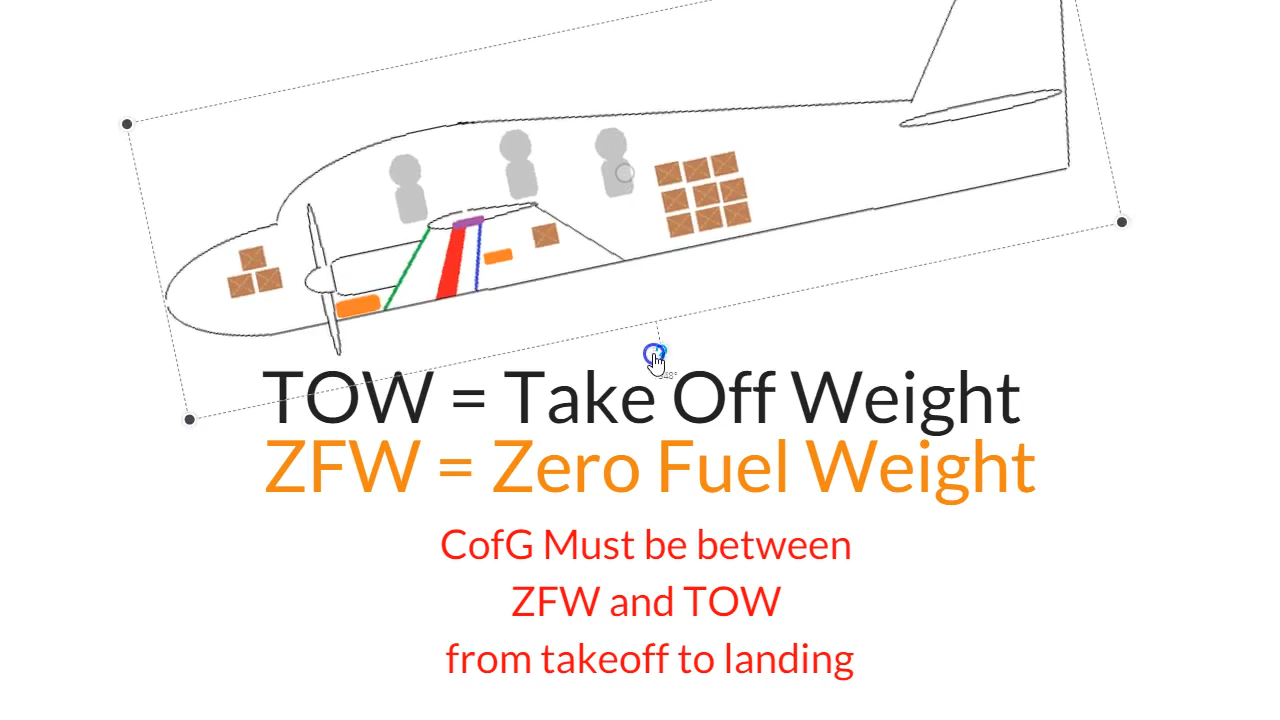 TOW = Take Off Weight
ZFW = Zero Fuel Weight
CofG Must be between
ZFW and TOW
from takeoff to landing